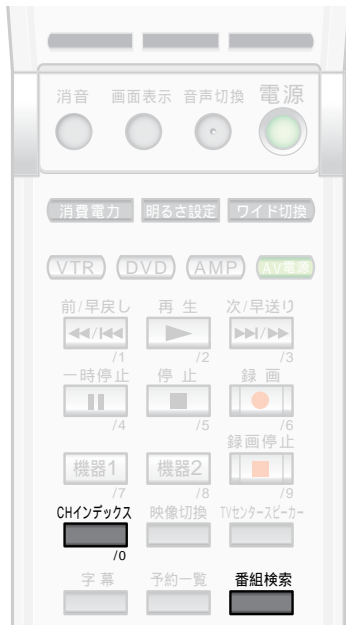 消音 画面表示 音声切換 電源
消費電力 明るさ設定 ワイド切換
VTR DVD AMP AV電源
前/早戻し 再生 次/早送り
/1 /2 /3
一時停止 停止 録画
/4 /5 /6
録画停止
機器1 機器2
/7 /8 /9
CHインデックス 映像切換 TVセンタースピーカー
/0
字幕 予約一覧 番組検索